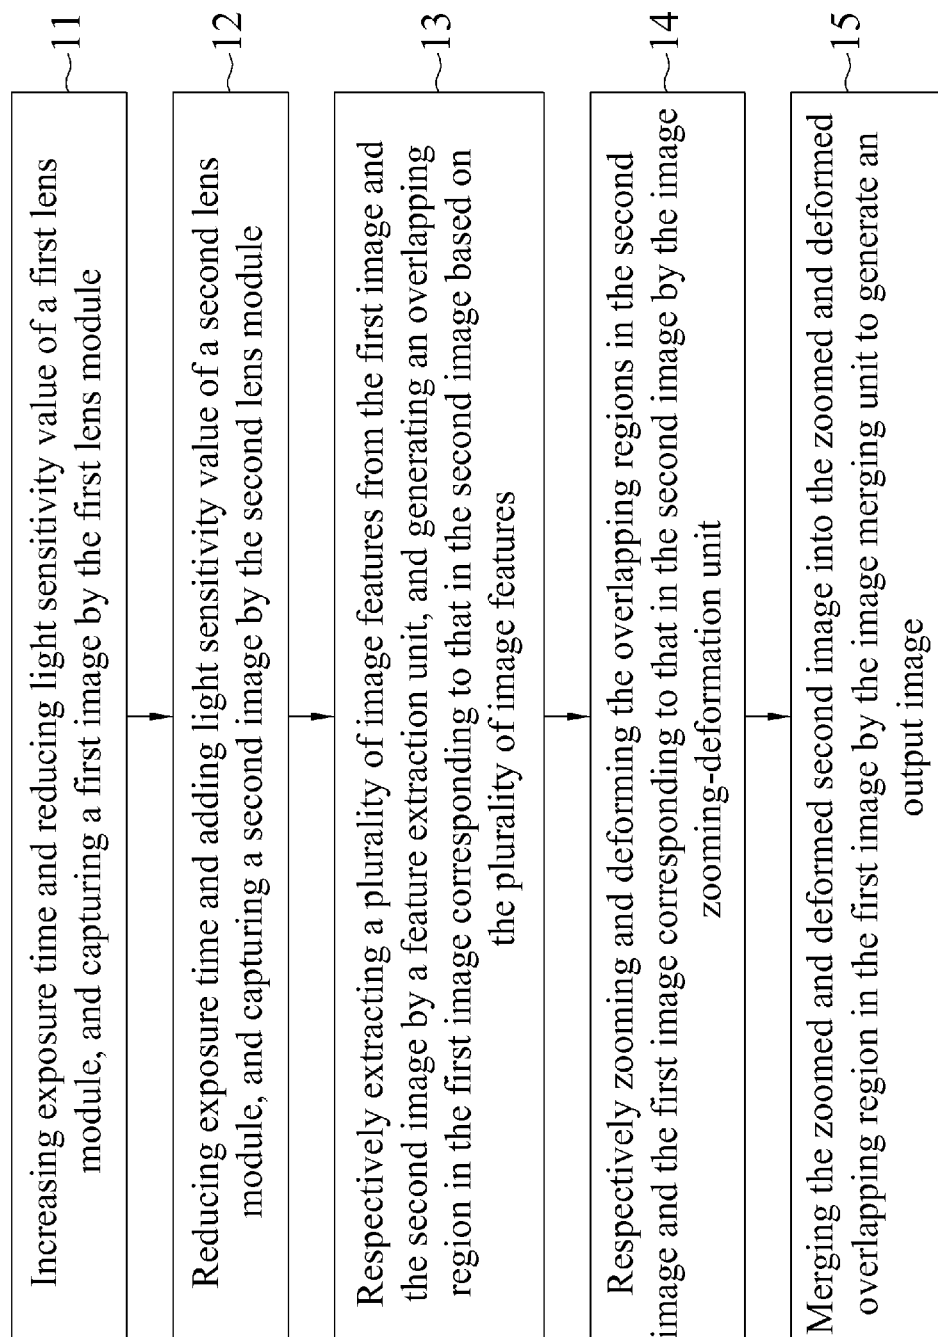 Increasing exposure time and reducing light sensitivity value of a first lens
module, and capturing a first image by the first lens module
11
Reducing exposure time and adding light sensitivity value of a second lens
module, and capturing a second image by the second lens module
12
Respectively extracting a plurality of image features from the first image and
the second image by a feature extraction unit, and generating an overlapping
region in the first image corresponding to that in the second image based on
the plurality of image features
13
Respectively zooming and deforming the overlapping regions in the second
image and the first image corresponding to that in the second image by the image
zooming-deformation unit
14
Merging the zoomed and deformed second image into the zoomed and deformed
overlapping region in the first image by the image merging unit to generate an
output image
15